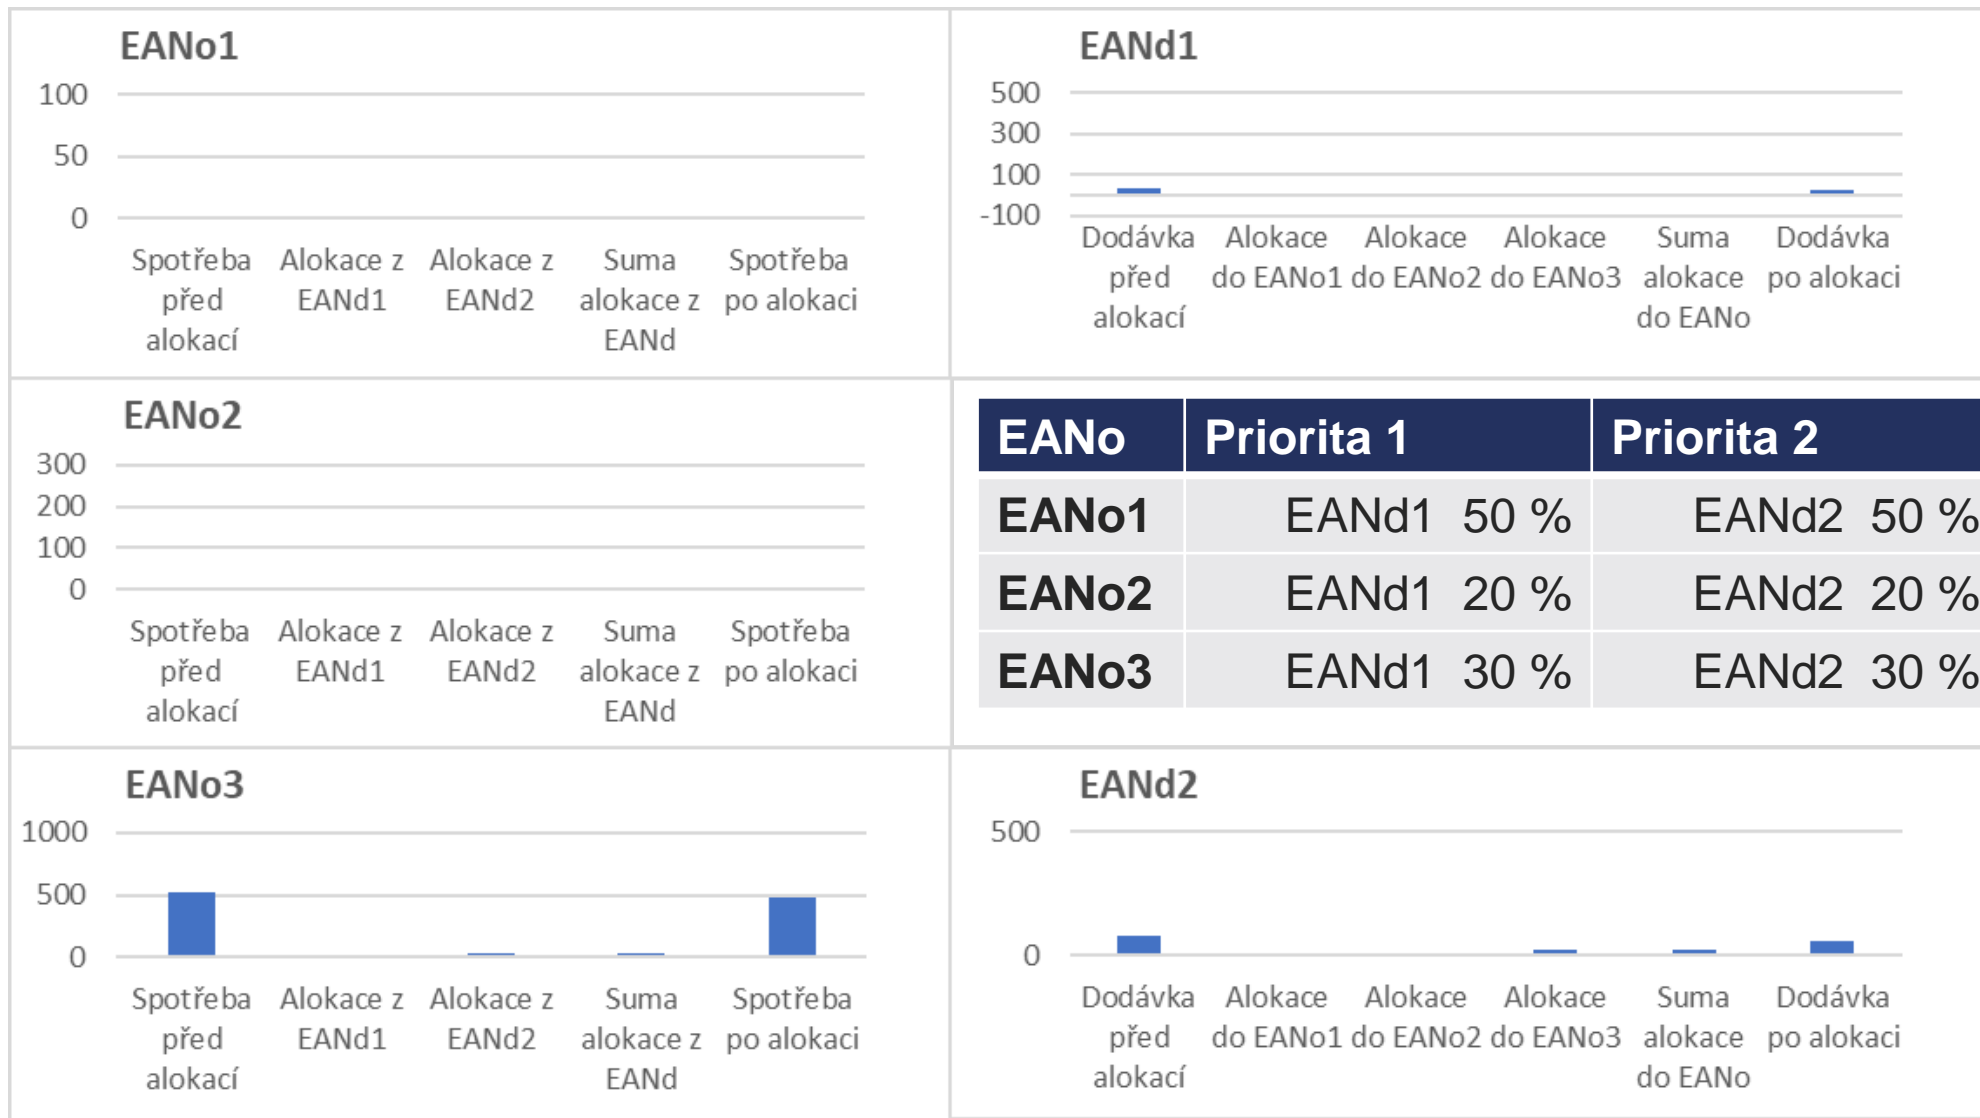 EANo1
100
50
0
Spotřeba Alokace z Alokace z Suma Spotřeba
před EANd1 EANd2 alokace z po alokaci
alokací EANd
EANd1
500
300
100
-100
Dodávka Alokace Alokace Alokace Suma Dodávka
před do EANo1 do EANo2 do EANo3 alokace po alokaci
alokací do EANo
EANo2
300
200
100
0
Spotřeba Alokace z Alokace z Suma Spotřeba
před EANd1 EANd2 alokace z po alokaci
alokací EANd
EANo Priorita 1 Priorita 2
EANo1 EANd1 50 % EANd2 50 %
EANo2 EANd1 20 % EANd2 20 %
EANo3 EANd1 30 % EANd2 30 %
EANo3
1000
500
0
Spotřeba Alokace z Alokace z Suma Spotřeba
před EANd1 EANd2 alokace z po alokaci
alokací EANd
EANd2
500
0
Dodávka Alokace Alokace Alokace Suma Dodávka
před do EANo1 do EANo2 do EANo3 alokace po alokaci
alokací do EANo